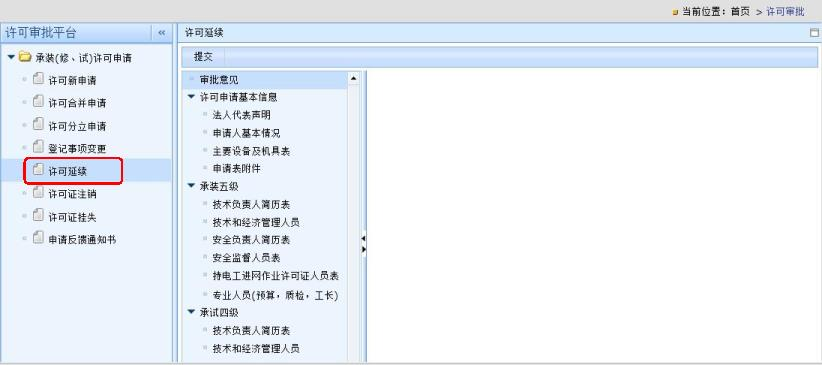 当前位置：首页 > 许可审批
许可审批平台 «
承装(修、试)许可申请
许可新申请
许可合并申请
许可分立申请
登记事项变更
许可延续
许可证注销
许可证挂失
申请反馈通知书
许可延续
提交
审批意见
许可申请基本信息
法人代表声明
申请人基本情况
主要设备及机具表
申请表附件
承装五级
技术负责人简历表
技术和经济管理人员
安全负责人简历表
安全监督人员表
持电工进网作业许可证人员表
专业人员(预算，质检，工长)
承试四级
技术负责人简历表
技术和经济管理人员